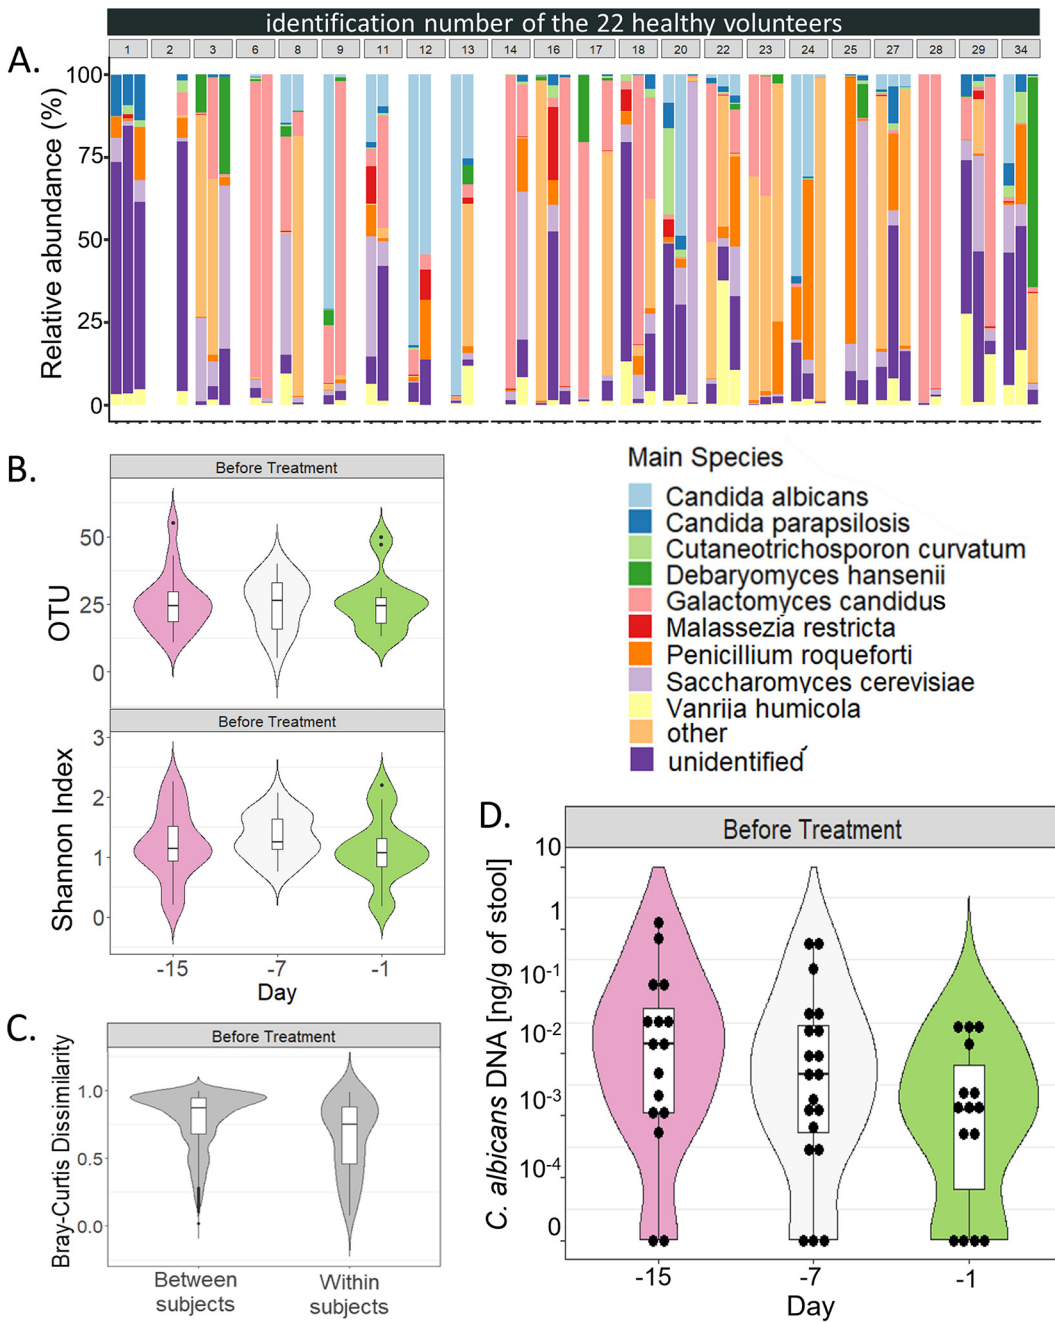 identification number of the 22 healthy volunteers
A.
1 2 3 6 8 9 11 12 13 14 16 17 18 20 22 23 24 25 27 28 29 34
Relative abundance (%)
100
75
50
25
0
B.
Before Treatment
OTU
50
25
0
Before Treatment
Shannon Index
3
2
1
0
-15 -7 -1
Day
Main Species
Candida albicans
Candida parapsilosis
Cutaneotrichosporon curvatum
Debaryomyces hansenii
Galactomyces candidus
Malassezia restricta
Penicillium roqueforti
Saccharomyces cerevisiae
Vanrija humicola
other
unidentified
C.
Before Treatment
Bray-Curtis Dissimilarity
1.0
0.5
0.0
Between
subjects
Within
subjects
D.
Before Treatment
C. albicans DNA [ng/g of stool]
10
1
10-1
10-2
10-3
10-4
0
-15 -7 -1
Day